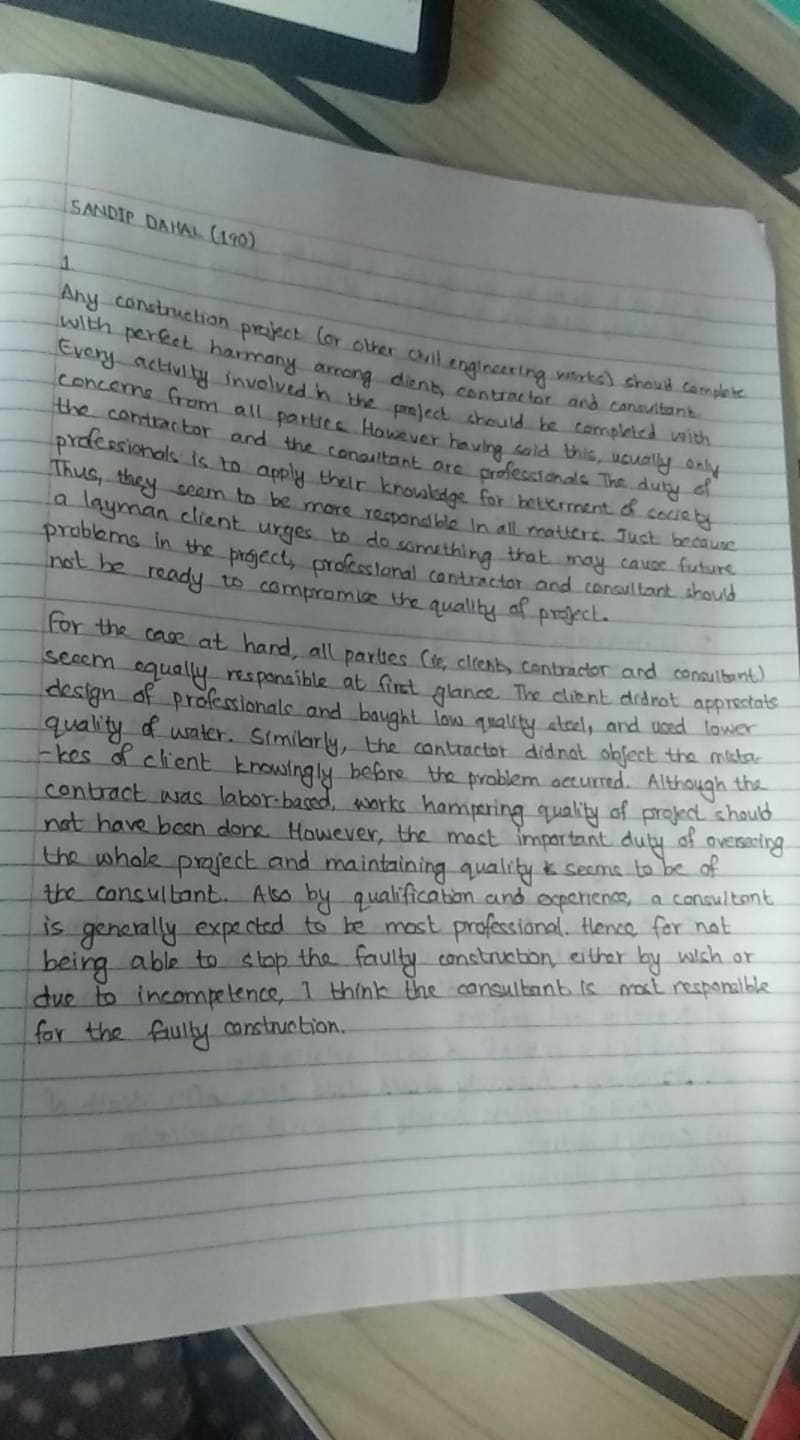 SANDIP DAHAL (190)
1.
Any construction project (or other civil engineering works) should complete
with perfect harmony among client, contractor and consultant.
Every activity involved in the project should be completed with
concerns from all parties. However having said this, usually only
the contractor and the consultant are professionals. The duty of
professionals is to apply their knowledge for betterment of society.
Thus, they seem to be more responsible in all matters. Just because
a layman client urges to do something that may cause future
problems in the project, professional contractor and consultant should
not be ready to compromise the quality of project.
For the case at hand, all parties (ie, client, contractor and consultant)
seeem equally responsible at first glance. The client didnot appreciate
design of professionals and bought low quality steel, and used lower
quality of water. Similarly, the contractor didnot object the mista-
-kes of client knowingly before the problem occurred. Although the
contract was labor-based, works hampering quality of project should
not have been done. However, the most important duty of overseeing
the whole project and maintaining quality seems to be of
the consultant. Also by qualification and experience, a consultant
is generally expected to be most professional. Hence, for not
being able to stop the faulty construction, either by wish or
due to incompetence, I think the consultant is most responsible
for the faulty construction.